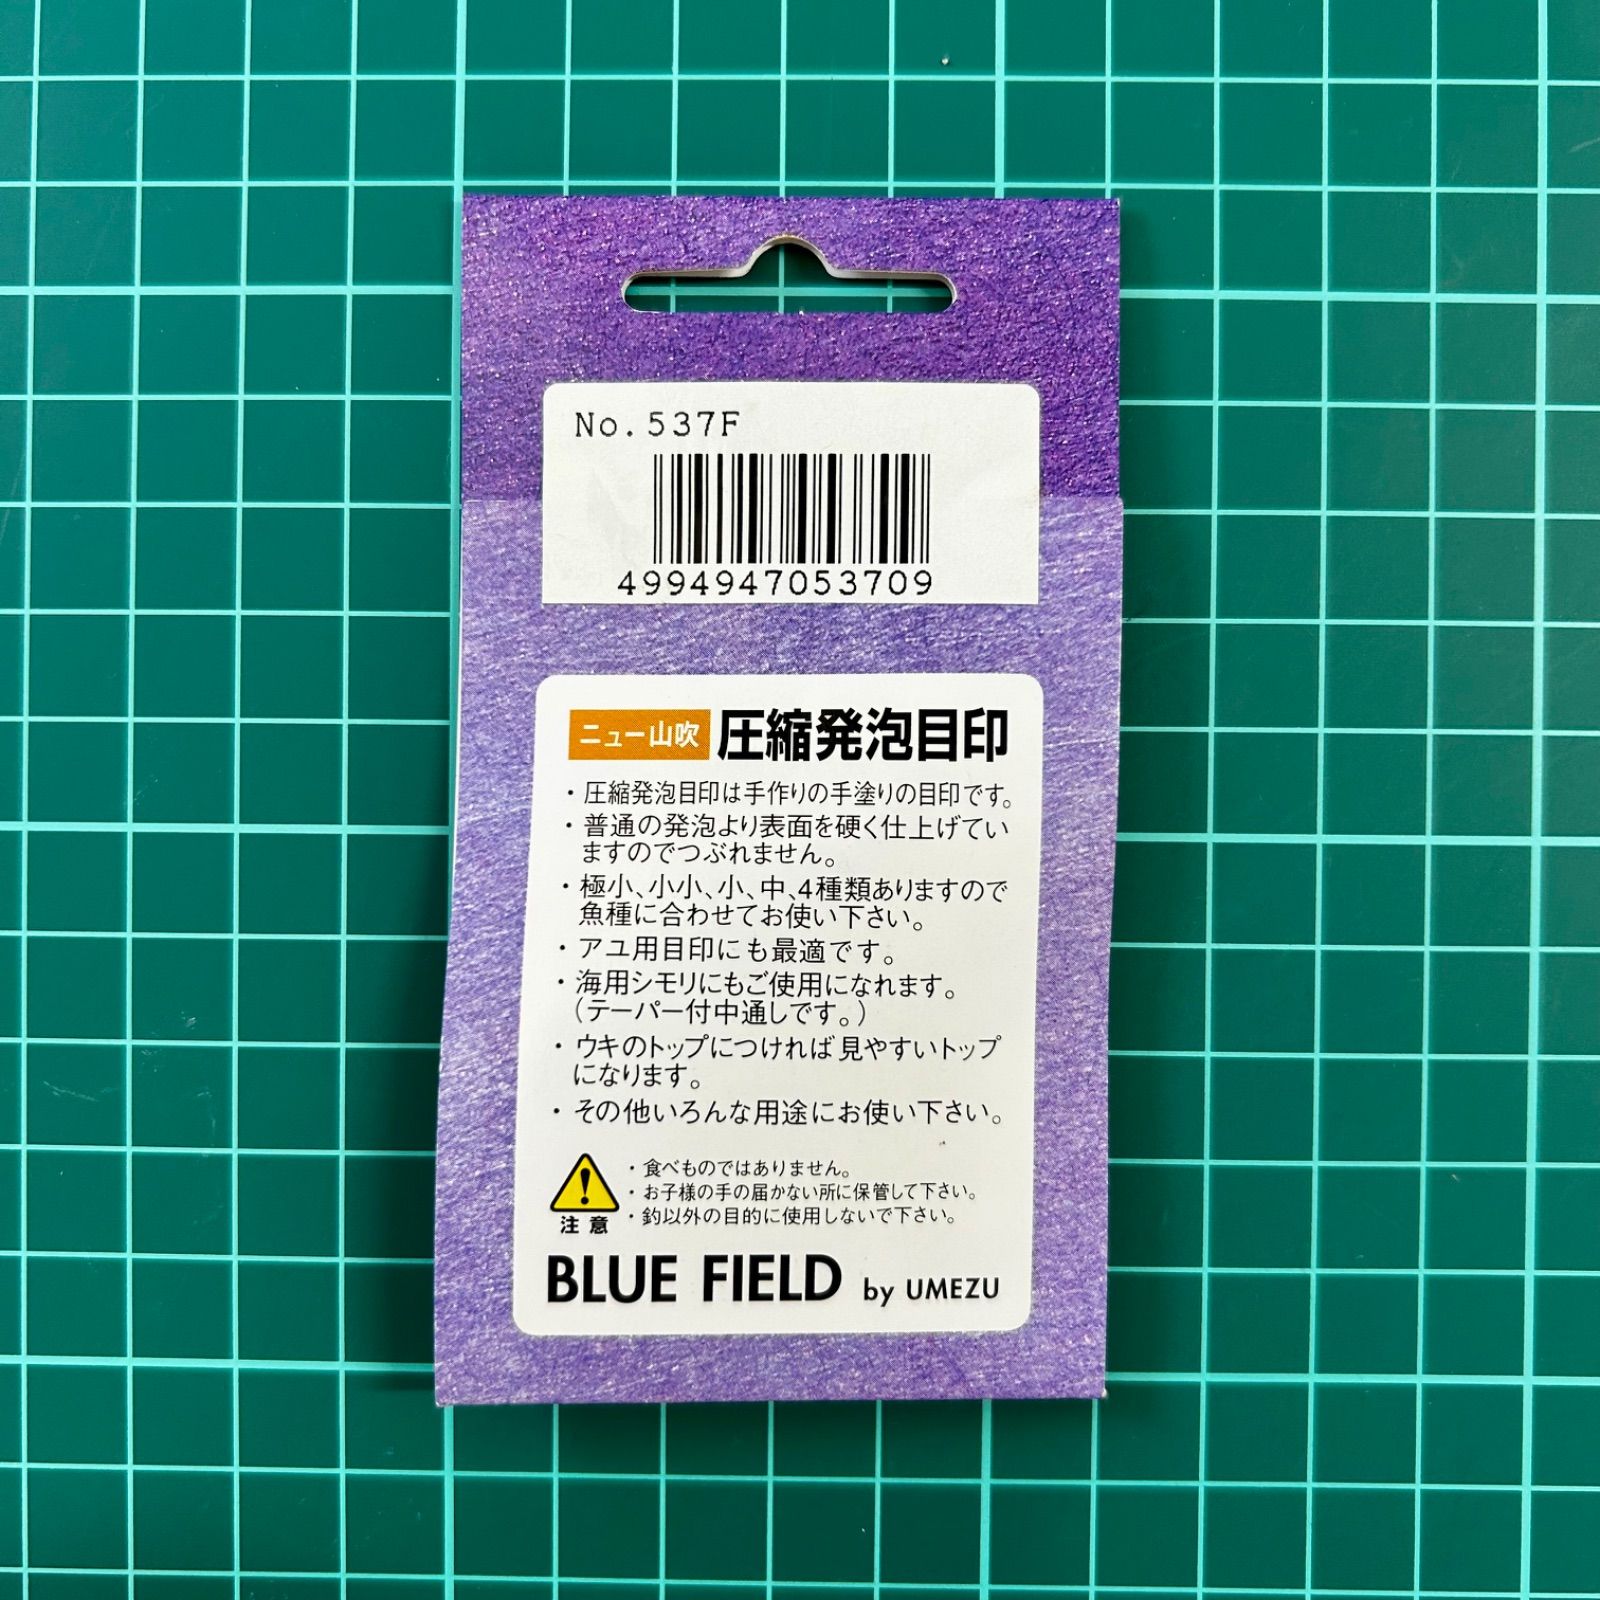 No.537F
4994947053709
ニュー山吹 圧縮発泡目印
・圧縮発泡目印は手作りの手塗りの目印です。
・普通の発泡より表面を硬く仕上げてい
ますのでつぶれません。
・極小、小小、小、中、4種類ありますので
魚種に合わせてお使い下さい。
・アユ用目印にも最適です。
・海用シモリにもご使用になれます。
（テーパー付中通しです。）
・ウキのトップにつければ見やすいトップ
になります。
・その他いろんな用途にお使い下さい。
・食べものではありません。
・お子様の手の届かない所に保管して下さい。
・釣以外の目的に使用しないで下さい。
注意
BLUE FIELD by UMEZU